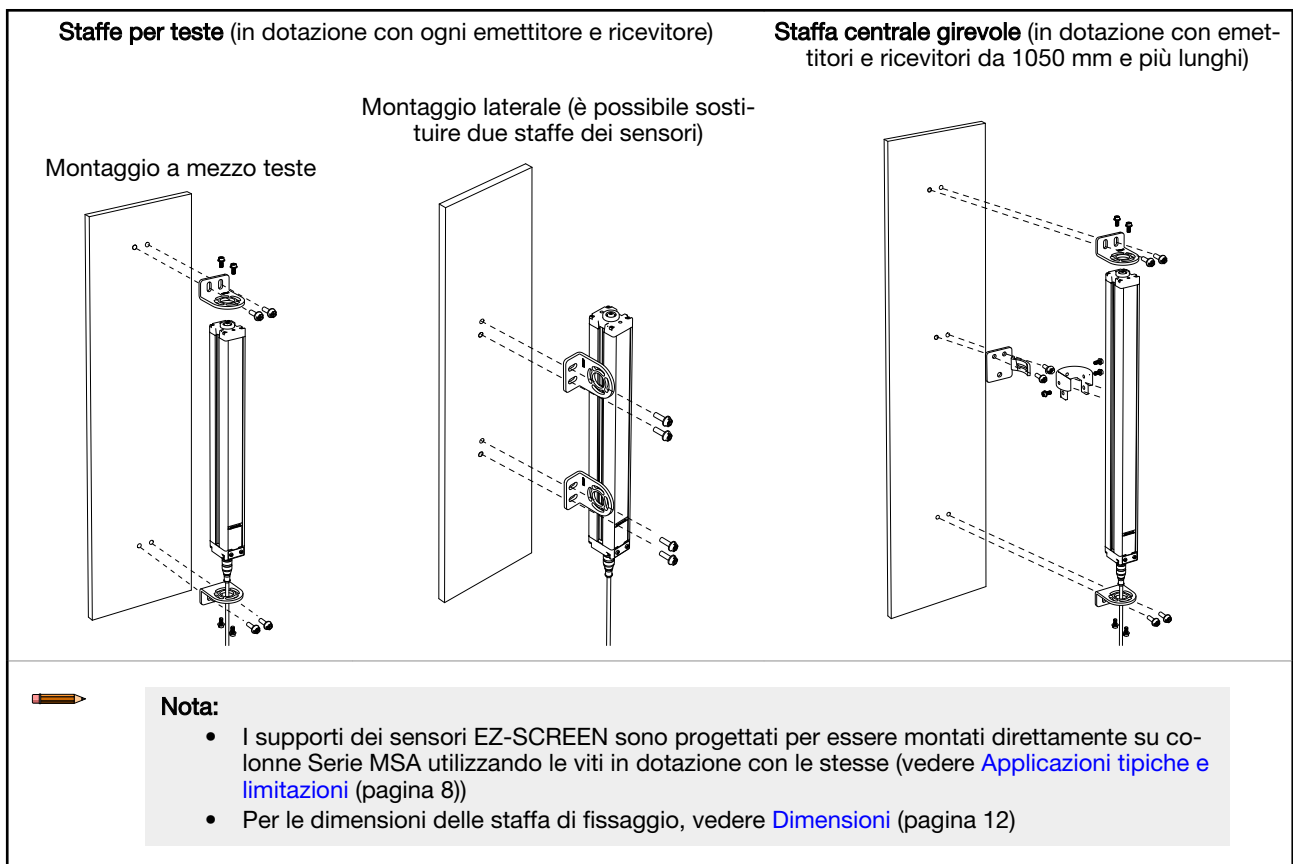 Staffe per teste (in dotazione con ogni emettitore e ricevitore)
Staffa centrale girevole (in dotazione con emet-
titori e ricevitori da 1050 mm e più lunghi)
Montaggio laterale (è possibile sosti-
tuire due staffe dei sensori)
Montaggio a mezzo teste
Nota:
• I supporti dei sensori EZ-SCREEN sono progettati per essere montati direttamente su co-
lonne Serie MSA utilizzando le viti in dotazione con le stesse (vedere Applicazioni tipiche e
limitazioni (pagina 8))
• Per le dimensioni delle staffa di fissaggio, vedere Dimensioni (pagina 12)